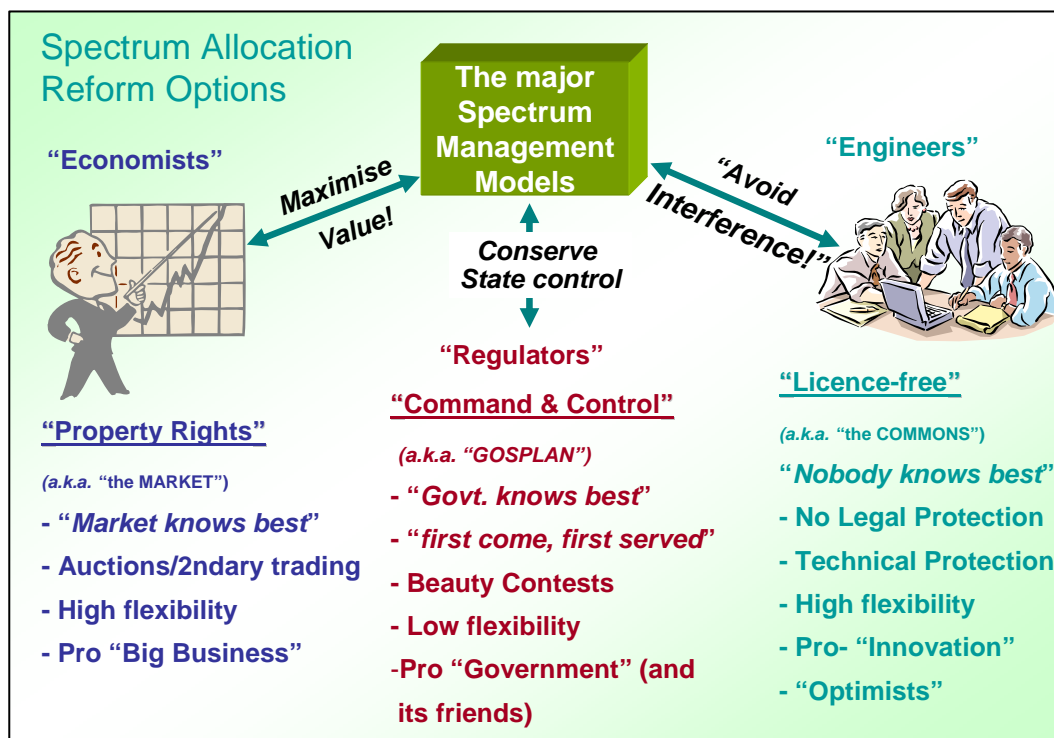 Spectrum Allocation
Reform Options
The major
Spectrum
Management
Models
“Economists”
Maximise
Value!
“Engineers”
“Avoid
Interference!”
Conserve
State control
“Regulators”
“Property Rights”
(a.k.a. “the MARKET”)
- “Market knows best”
- Auctions/2ndary trading
- High flexibility
- Pro “Big Business”
“Command & Control”
(a.k.a. “GOSPLAN”)
- “Govt. knows best”
- “first come, first served”
- Beauty Contests
- Low flexibility
-Pro “Government” (and
its friends)
“Licence-free”
(a.k.a. “the COMMONS”)
“Nobody knows best”
- No Legal Protection
- Technical Protection
- High flexibility
- Pro- “Innovation”
- “Optimists”